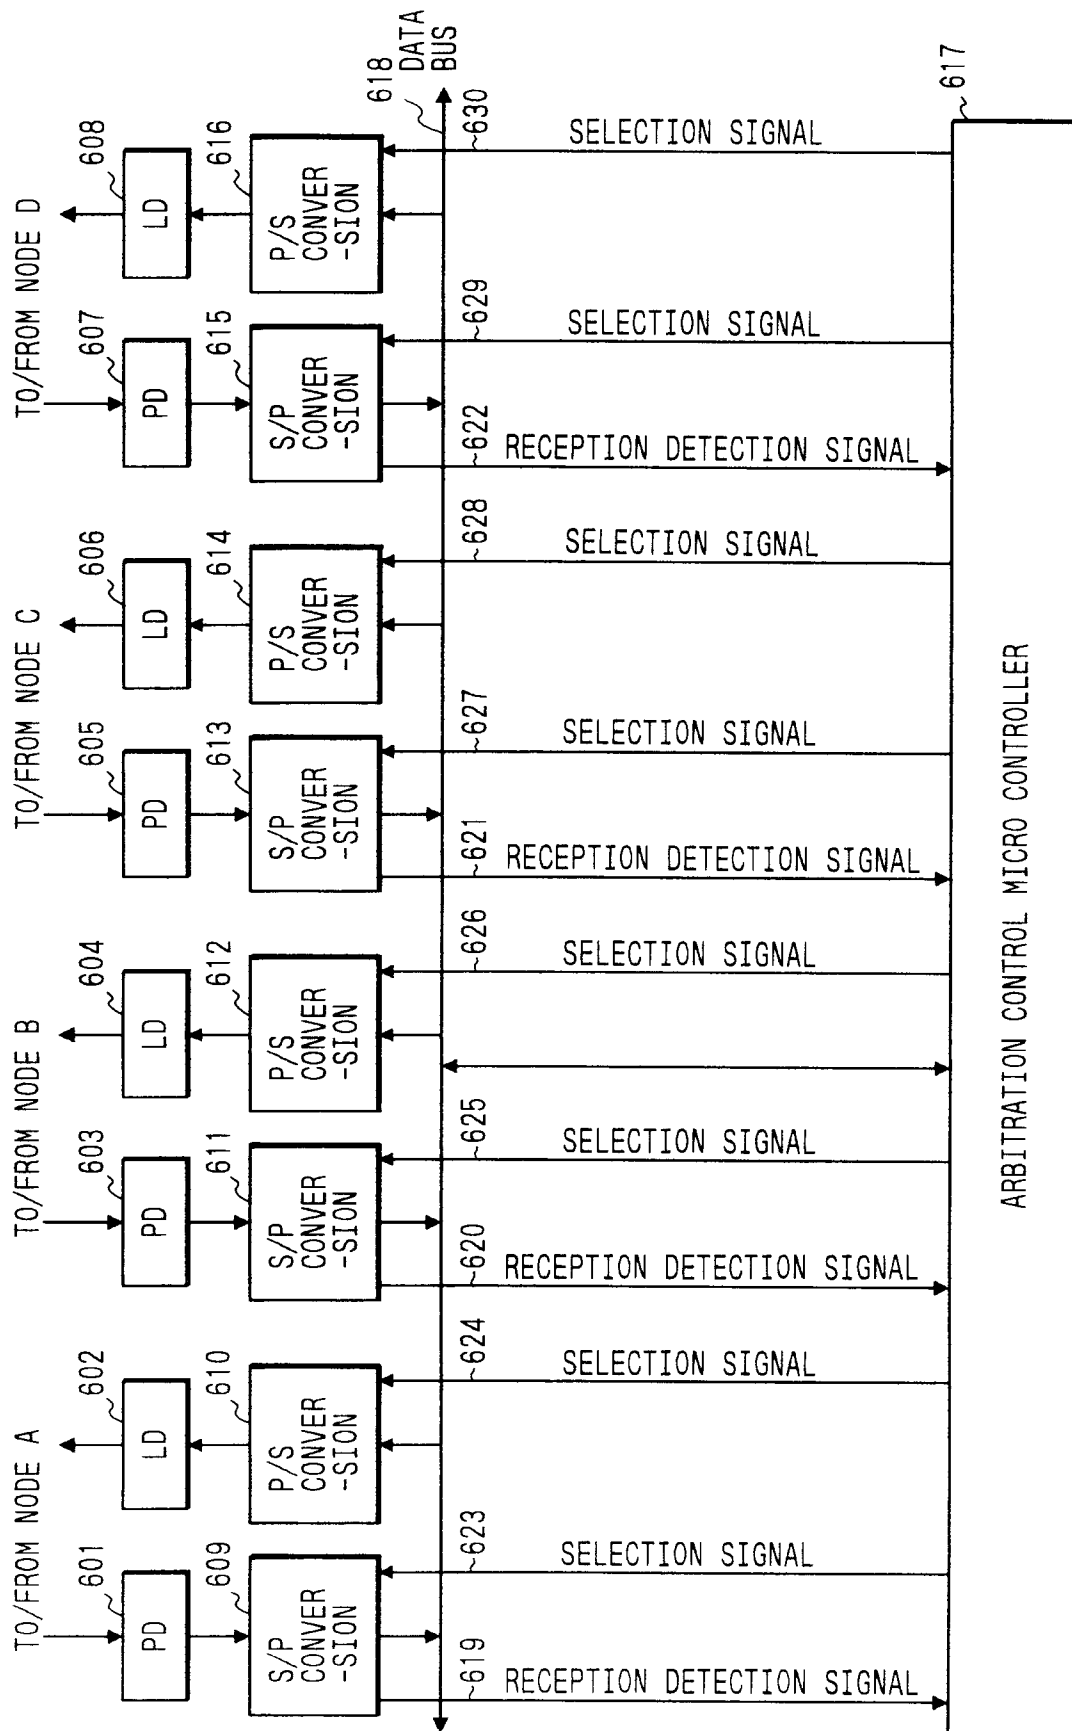 TO/FROM NODE A
TO/FROM NODE B
TO/FROM NODE C
TO/FROM NODE D
601
602
603
604
605
606
607
608
PD
LD
PD
LD
PD
LD
PD
LD
609
610
611
612
613
614
615
616
S/P
CONVER
-SION
P/S
CONVER
-SION
S/P
CONVER
-SION
P/S
CONVER
-SION
S/P
CONVER
-SION
P/S
CONVER
-SION
S/P
CONVER
-SION
P/S
CONVER
-SION
618
DATA
BUS
619
623
624
620
625
626
621
627
628
622
629
630
RECEPTION DETECTION SIGNAL
SELECTION SIGNAL
SELECTION SIGNAL
RECEPTION DETECTION SIGNAL
SELECTION SIGNAL
SELECTION SIGNAL
RECEPTION DETECTION SIGNAL
SELECTION SIGNAL
SELECTION SIGNAL
RECEPTION DETECTION SIGNAL
SELECTION SIGNAL
SELECTION SIGNAL
617
ARBITRATION CONTROL MICRO CONTROLLER